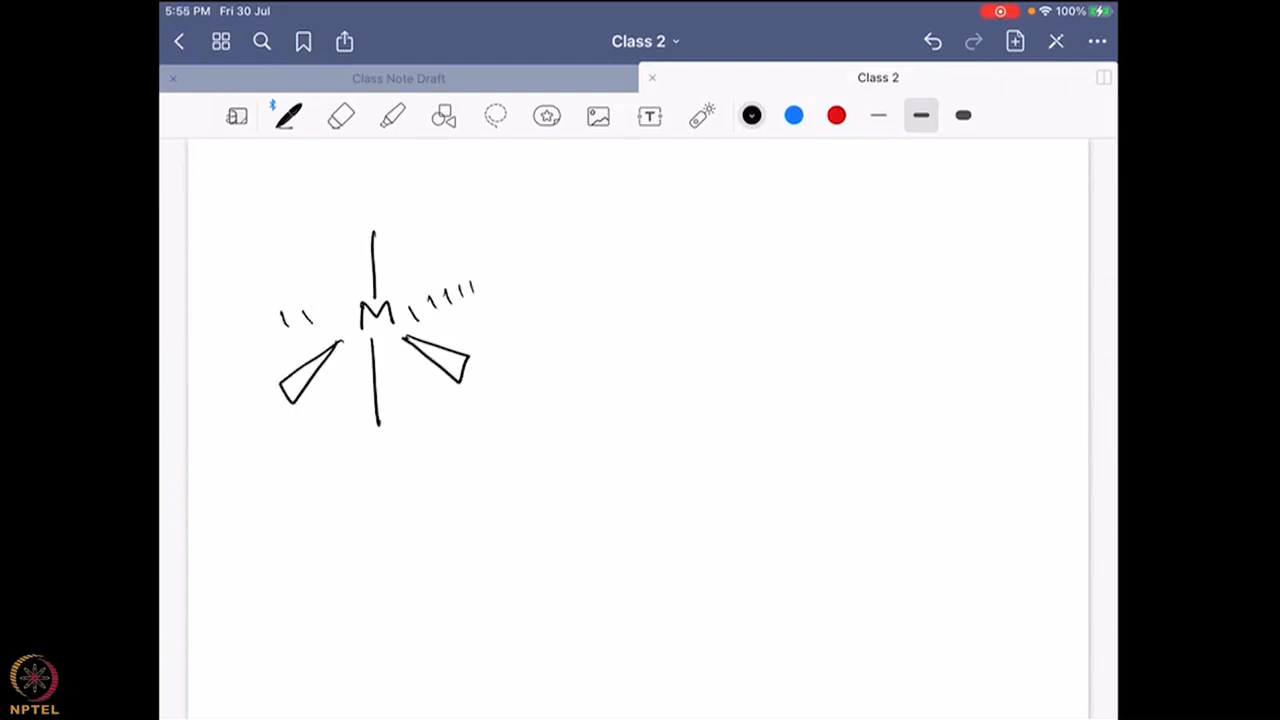 5:55 PM Fri 30 Jul
100%
Class 2
Class Note Draft
Class 2
T
M
NPTEL